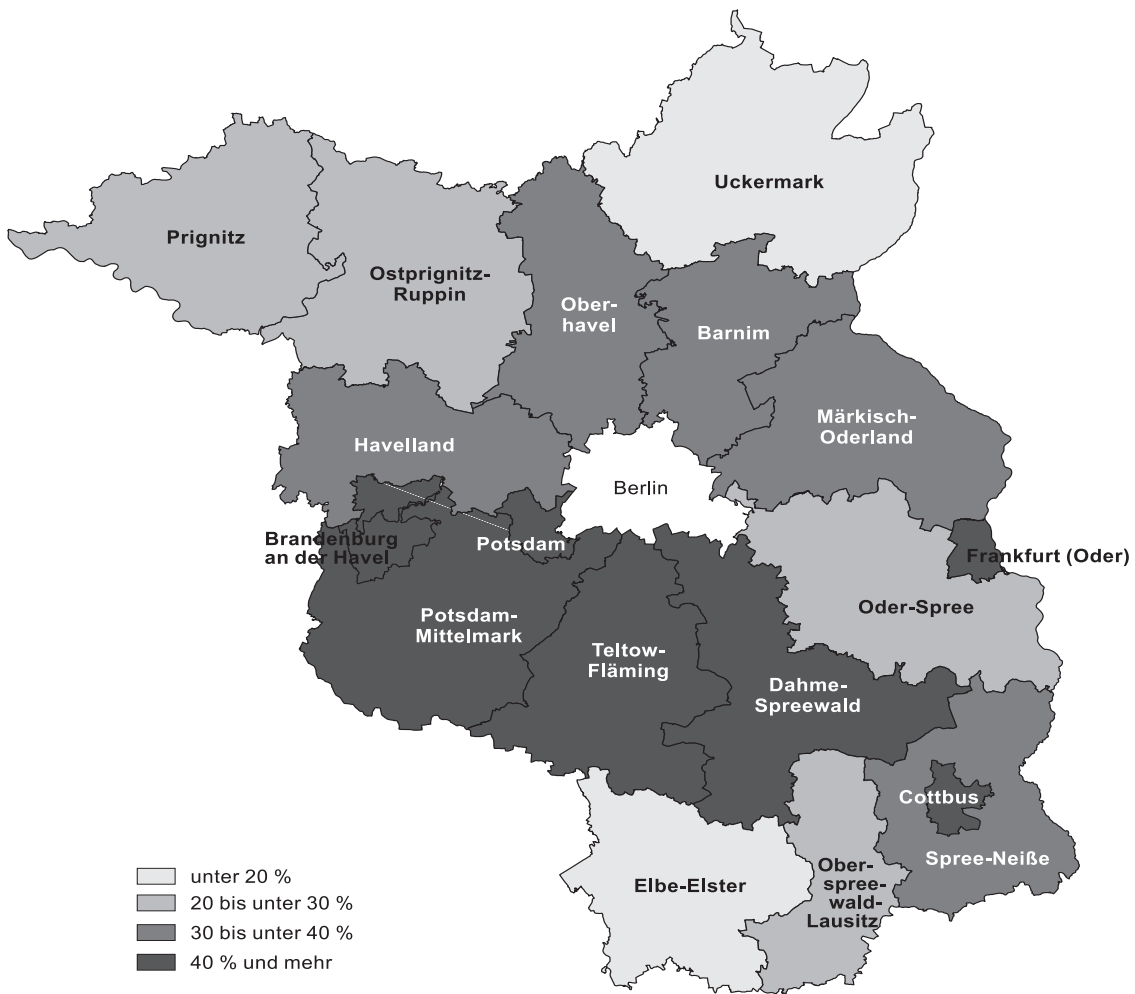 Uckermark
Prignitz
Ostprignitz-
Ruppin
Ober-
havel
Barnim
Märkisch-
Oderland
Havelland
Berlin
Brandenburg
an der Havel
Potsdam
Frankfurt (Oder)
Oder-Spree
Potsdam-
Mittelmark
Teltow-
Fläming
Dahme-
Spreewald
Cottbus
Spree-Neiße
Elbe-Elster
Ober-
spree-
wald-
Lausitz
unter 20 %
20 bis unter 30 %
30 bis unter 40 %
40 % und mehr